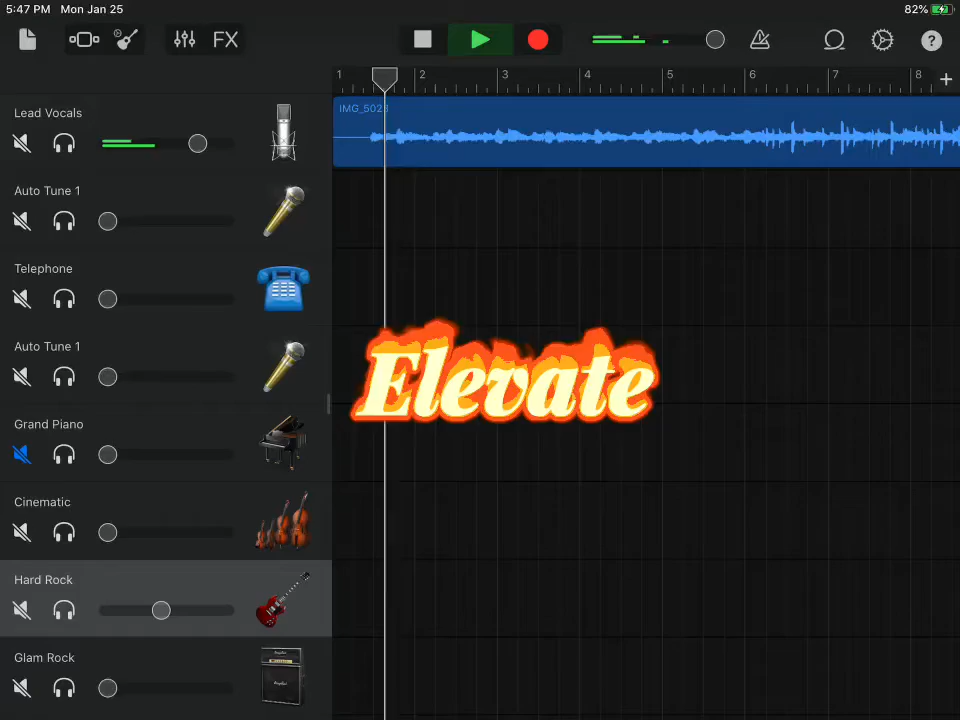 5:47 PM Mon Jan 25
82%
FX
?
1 2 3 4 5 6 7 8 +
IMG_502
Lead Vocals
Auto Tune 1
Telephone
Auto Tune 1
Elevate
Grand Piano
Cinematic
Hard Rock
Glam Rock